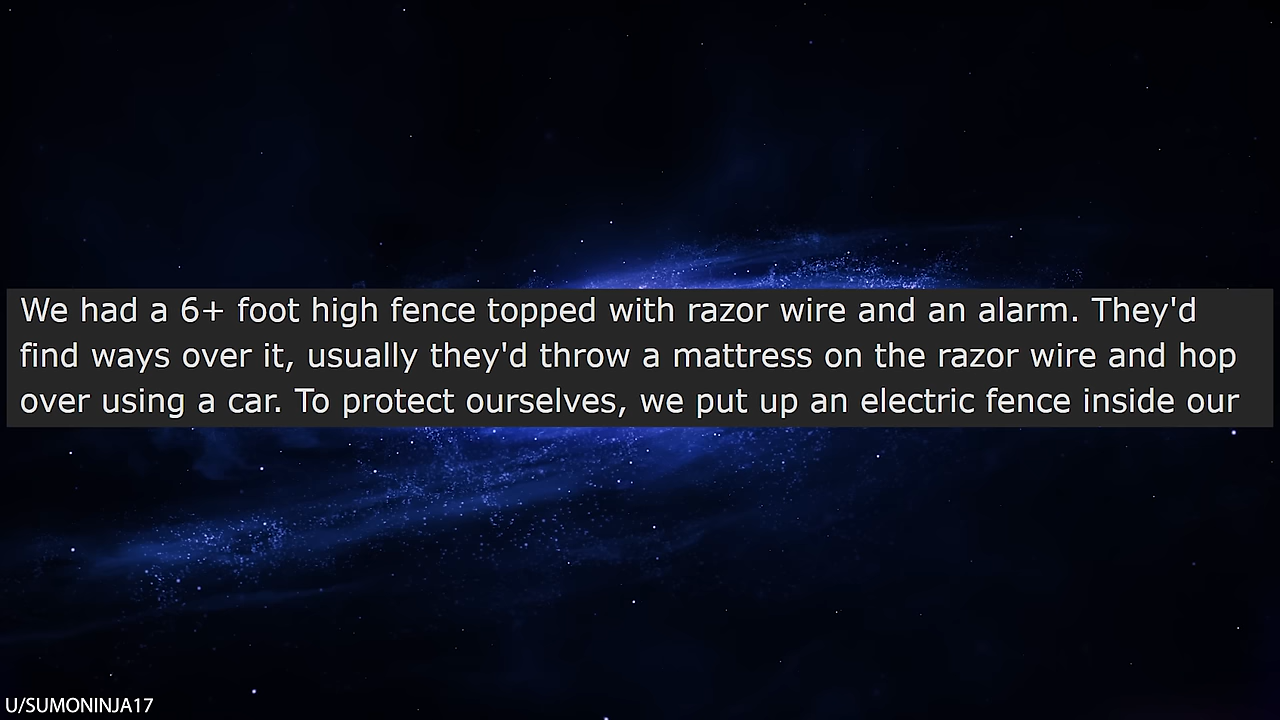 We had a 6+ foot high fence topped with razor wire and an alarm. They'd
find ways over it, usually they'd throw a mattress on the razor wire and hop
over using a car. To protect ourselves, we put up an electric fence inside our
U/SUMONINJA17